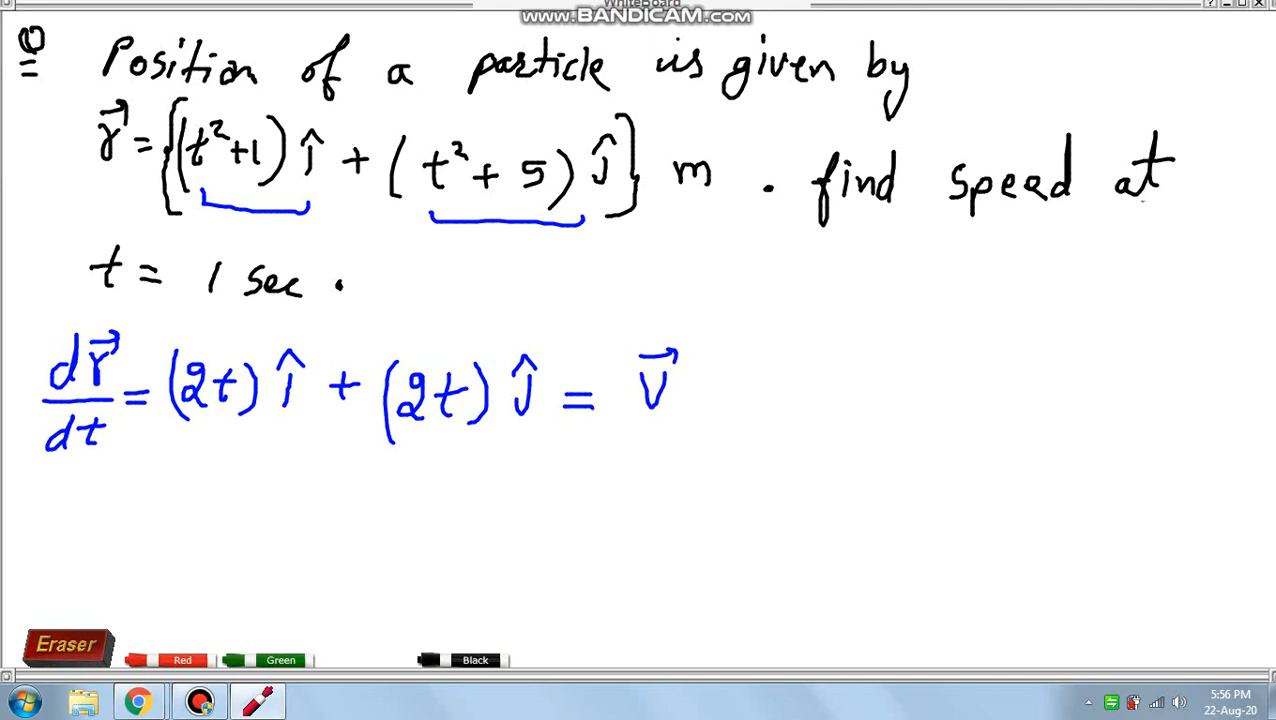 WhiteBoard
www.BANDICAM.com
Q Position of a particle is given by
r⃗ = {(t²+1) î + (t² + 5) ĵ} m . find speed at
t = 1 sec .
dr⃗/dt = (2t) î + (2t) ĵ = v⃗
Eraser Red Green Black
5:56 PM
22-Aug-20